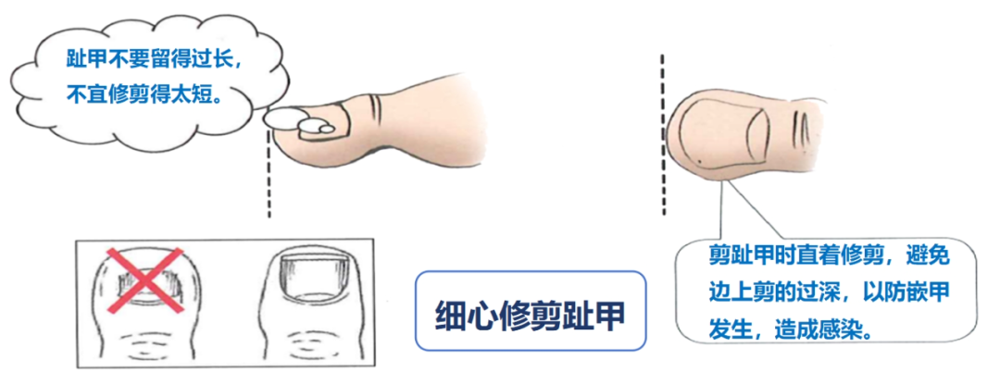 趾甲不要留得过长，
不宜修剪得太短。
细心修剪趾甲
剪趾甲时直着修剪，避免
边上剪的过深，以防嵌甲
发生，造成感染。